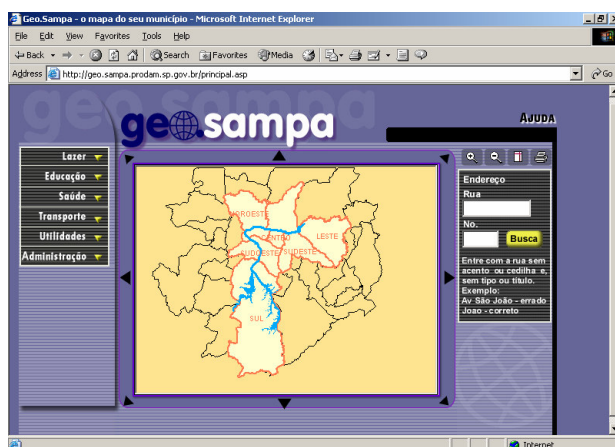 Geo.Sampa - o mapa do seu município - Microsoft Internet Explorer
File Edit View Favorites Tools Help
Back Search Favorites Media
Address http://geo.sampa.prodam.sp.gov.br/principal.asp Go
geo.sampa
geo.sampa
AJUDA
Lazer
Educação
Saúde
Transporte
Utilidades
Administração
NOROESTE
CENTRO
LESTE
SUDOESTE
SUDESTE
SUL
Endereço
Rua
No.
Busca
Entre com a rua sem
acento ou cedilha e,
sem tipo ou título.
Exemplo:
Av São João - errado
Joao - correto
Internet